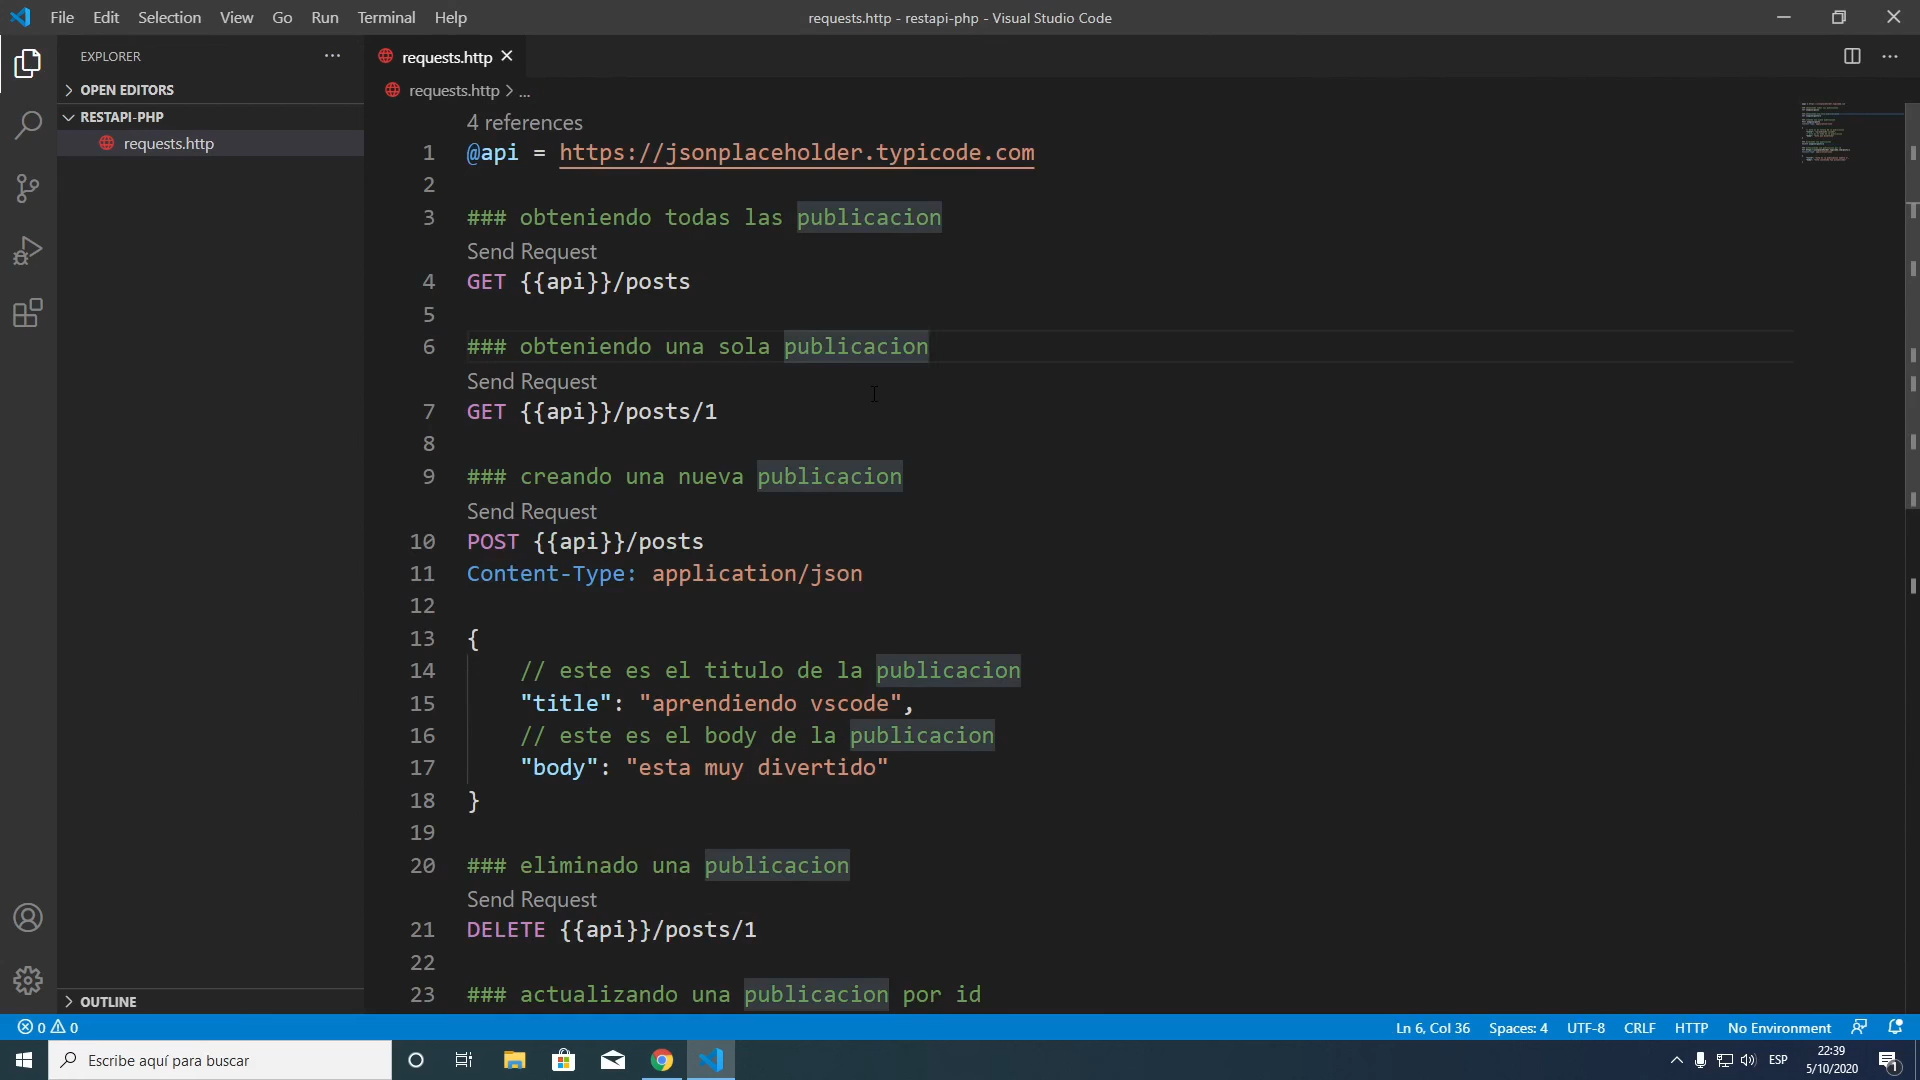 File Edit Selection View Go Run Terminal Help
requests.http - restapi-php - Visual Studio Code
EXPLORER
OPEN EDITORS
RESTAPI-PHP
requests.http
requests.http
requests.http > ...
4 references
1 @api = https://jsonplaceholder.typicode.com
2
3 ### obteniendo todas las publicacion
Send Request
4 GET {{api}}/posts
5
6 ### obteniendo una sola publicacion
Send Request
7 GET {{api}}/posts/1
8
9 ### creando una nueva publicacion
Send Request
10 POST {{api}}/posts
11 Content-Type: application/json
12
13 {
14 // este es el titulo de la publicacion
15 "title": "aprendiendo vscode",
16 // este es el body de la publicacion
17 "body": "esta muy divertido"
18 }
19
20 ### eliminado una publicacion
Send Request
21 DELETE {{api}}/posts/1
22
23 ### actualizando una publicacion por id
OUTLINE
0 0
Ln 6, Col 36 Spaces: 4 UTF-8 CRLF HTTP No Environment
Escribe aquí para buscar
ESP
22:39
5/10/2020
1